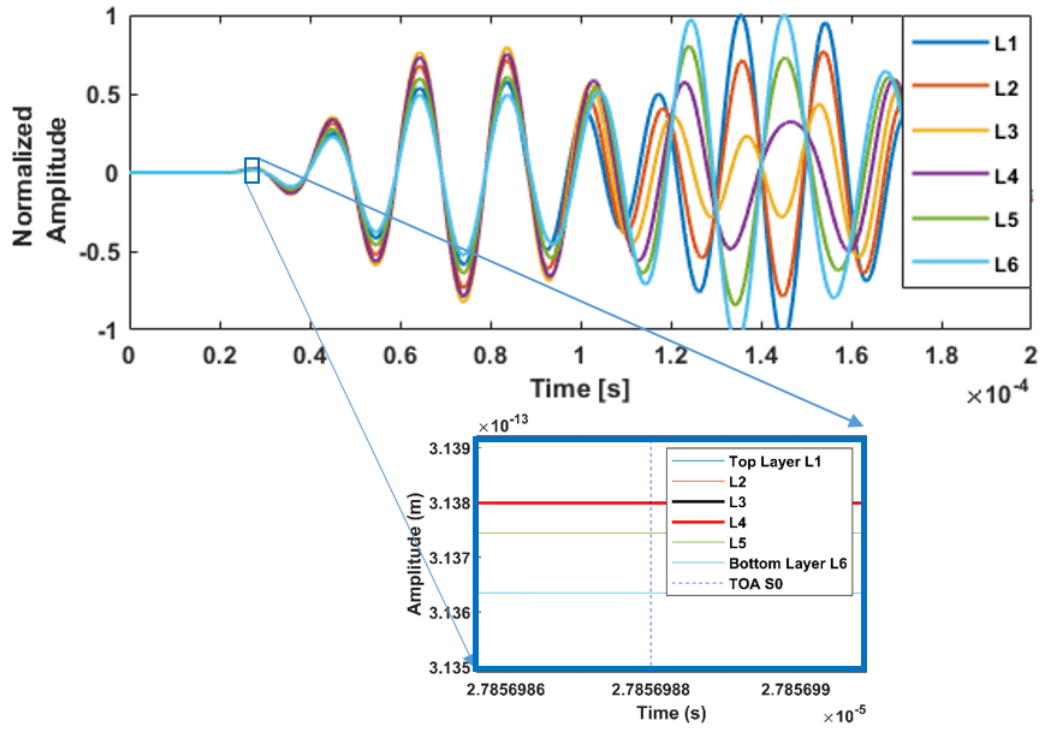 1
0.5
0
-0.5
-1
Normalized
Amplitude
L1
L2
L3
L4
L5
L6
0 0.2 0.4 0.6 0.8 1 1.2 1.4 1.6 1.8 2
Time [s]
×10⁻⁴
×10⁻¹³
3.139
3.138
3.137
3.136
3.135
Amplitude (m)
Top Layer L1
L2
L3
L4
L5
Bottom Layer L6
TOA S0
2.7856986 2.7856988 2.785699
Time (s)
×10⁻⁵